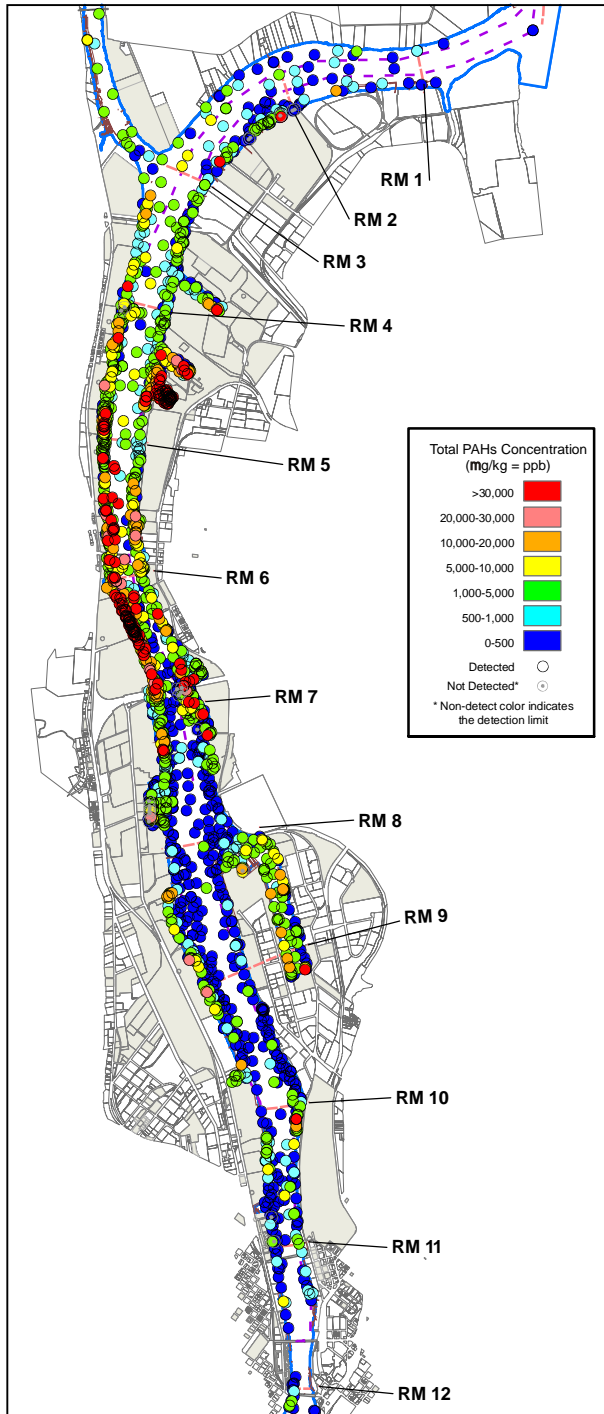 RM 1
RM 2
RM 3
RM 4
RM 5
RM 6
RM 7
RM 8
RM 9
RM 10
RM 11
RM 12
Total PAHs Concentration
(mg/kg = ppb)
>30,000
20,000-30,000
10,000-20,000
5,000-10,000
1,000-5,000
500-1,000
0-500
Detected
Not Detected*
* Non-detect color indicates
the detection limit